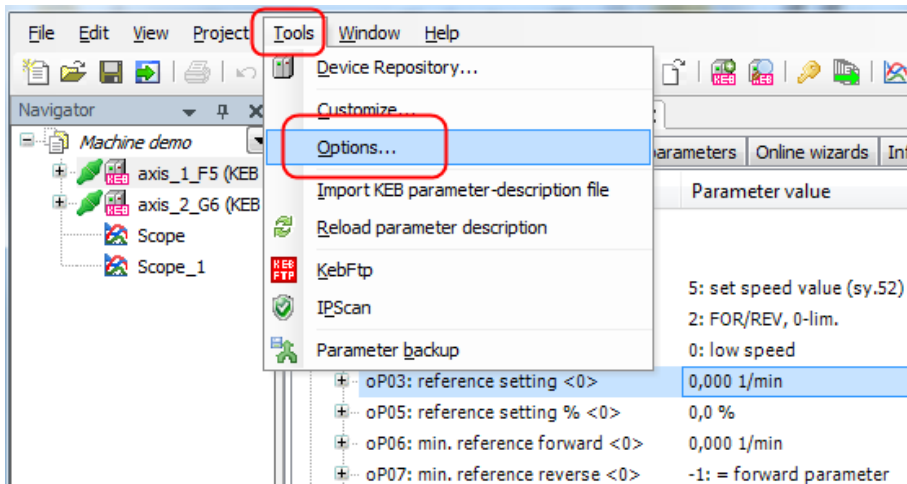 File Edit View Project Tools Window Help
Device Repository...
Navigator
Customize...
Machine demo
Options...
arameters Online wizards
axis_1_F5 (KEB
Import KEB parameter-description file
Parameter value
axis_2_G6 (KEB
Reload parameter description
Scope
Scope_1
KEB FTP
KebFtp
IPScan
5: set speed value (sy.52)
2: FOR/REV, 0-lim.
Parameter backup
0: low speed
oP03: reference setting <0> 0,000 1/min
oP05: reference setting % <0> 0,0 %
oP06: min. reference forward <0> 0,000 1/min
oP07: min. reference reverse <0> -1: = forward parameter